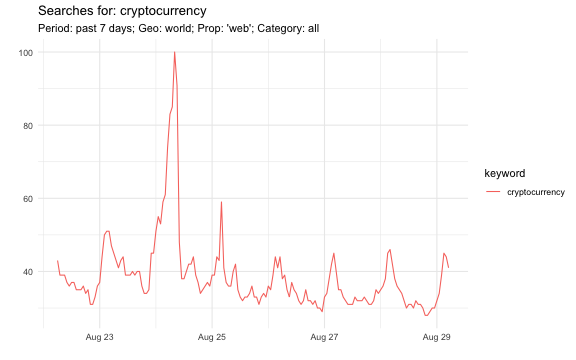 Searches for: cryptocurrency
Period: past 7 days; Geo: world; Prop: 'web'; Category: all
100
80
60
40
keyword
cryptocurrency
Aug 23
Aug 25
Aug 27
Aug 29